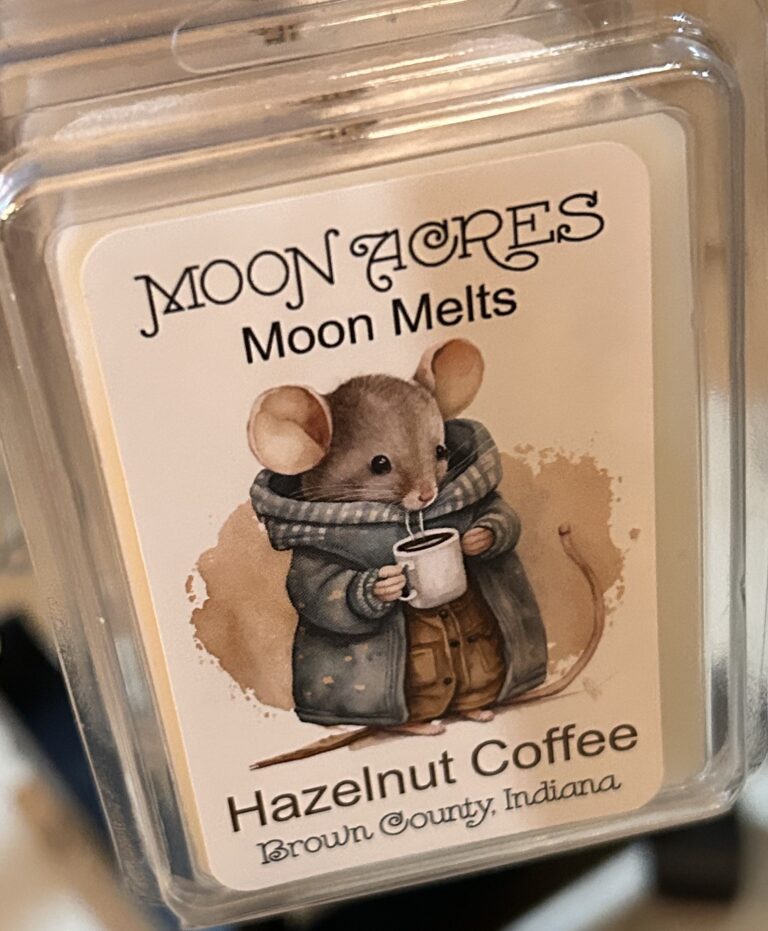 MOON ACRES
Moon Melts
Hazelnut Coffee
Brown County, Indiana